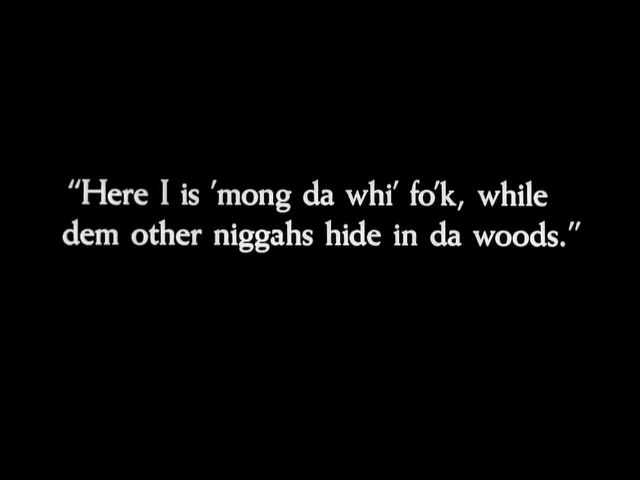 “Here I is ’mong da whi’ fo’k, while
dem other niggahs hide in da woods.”